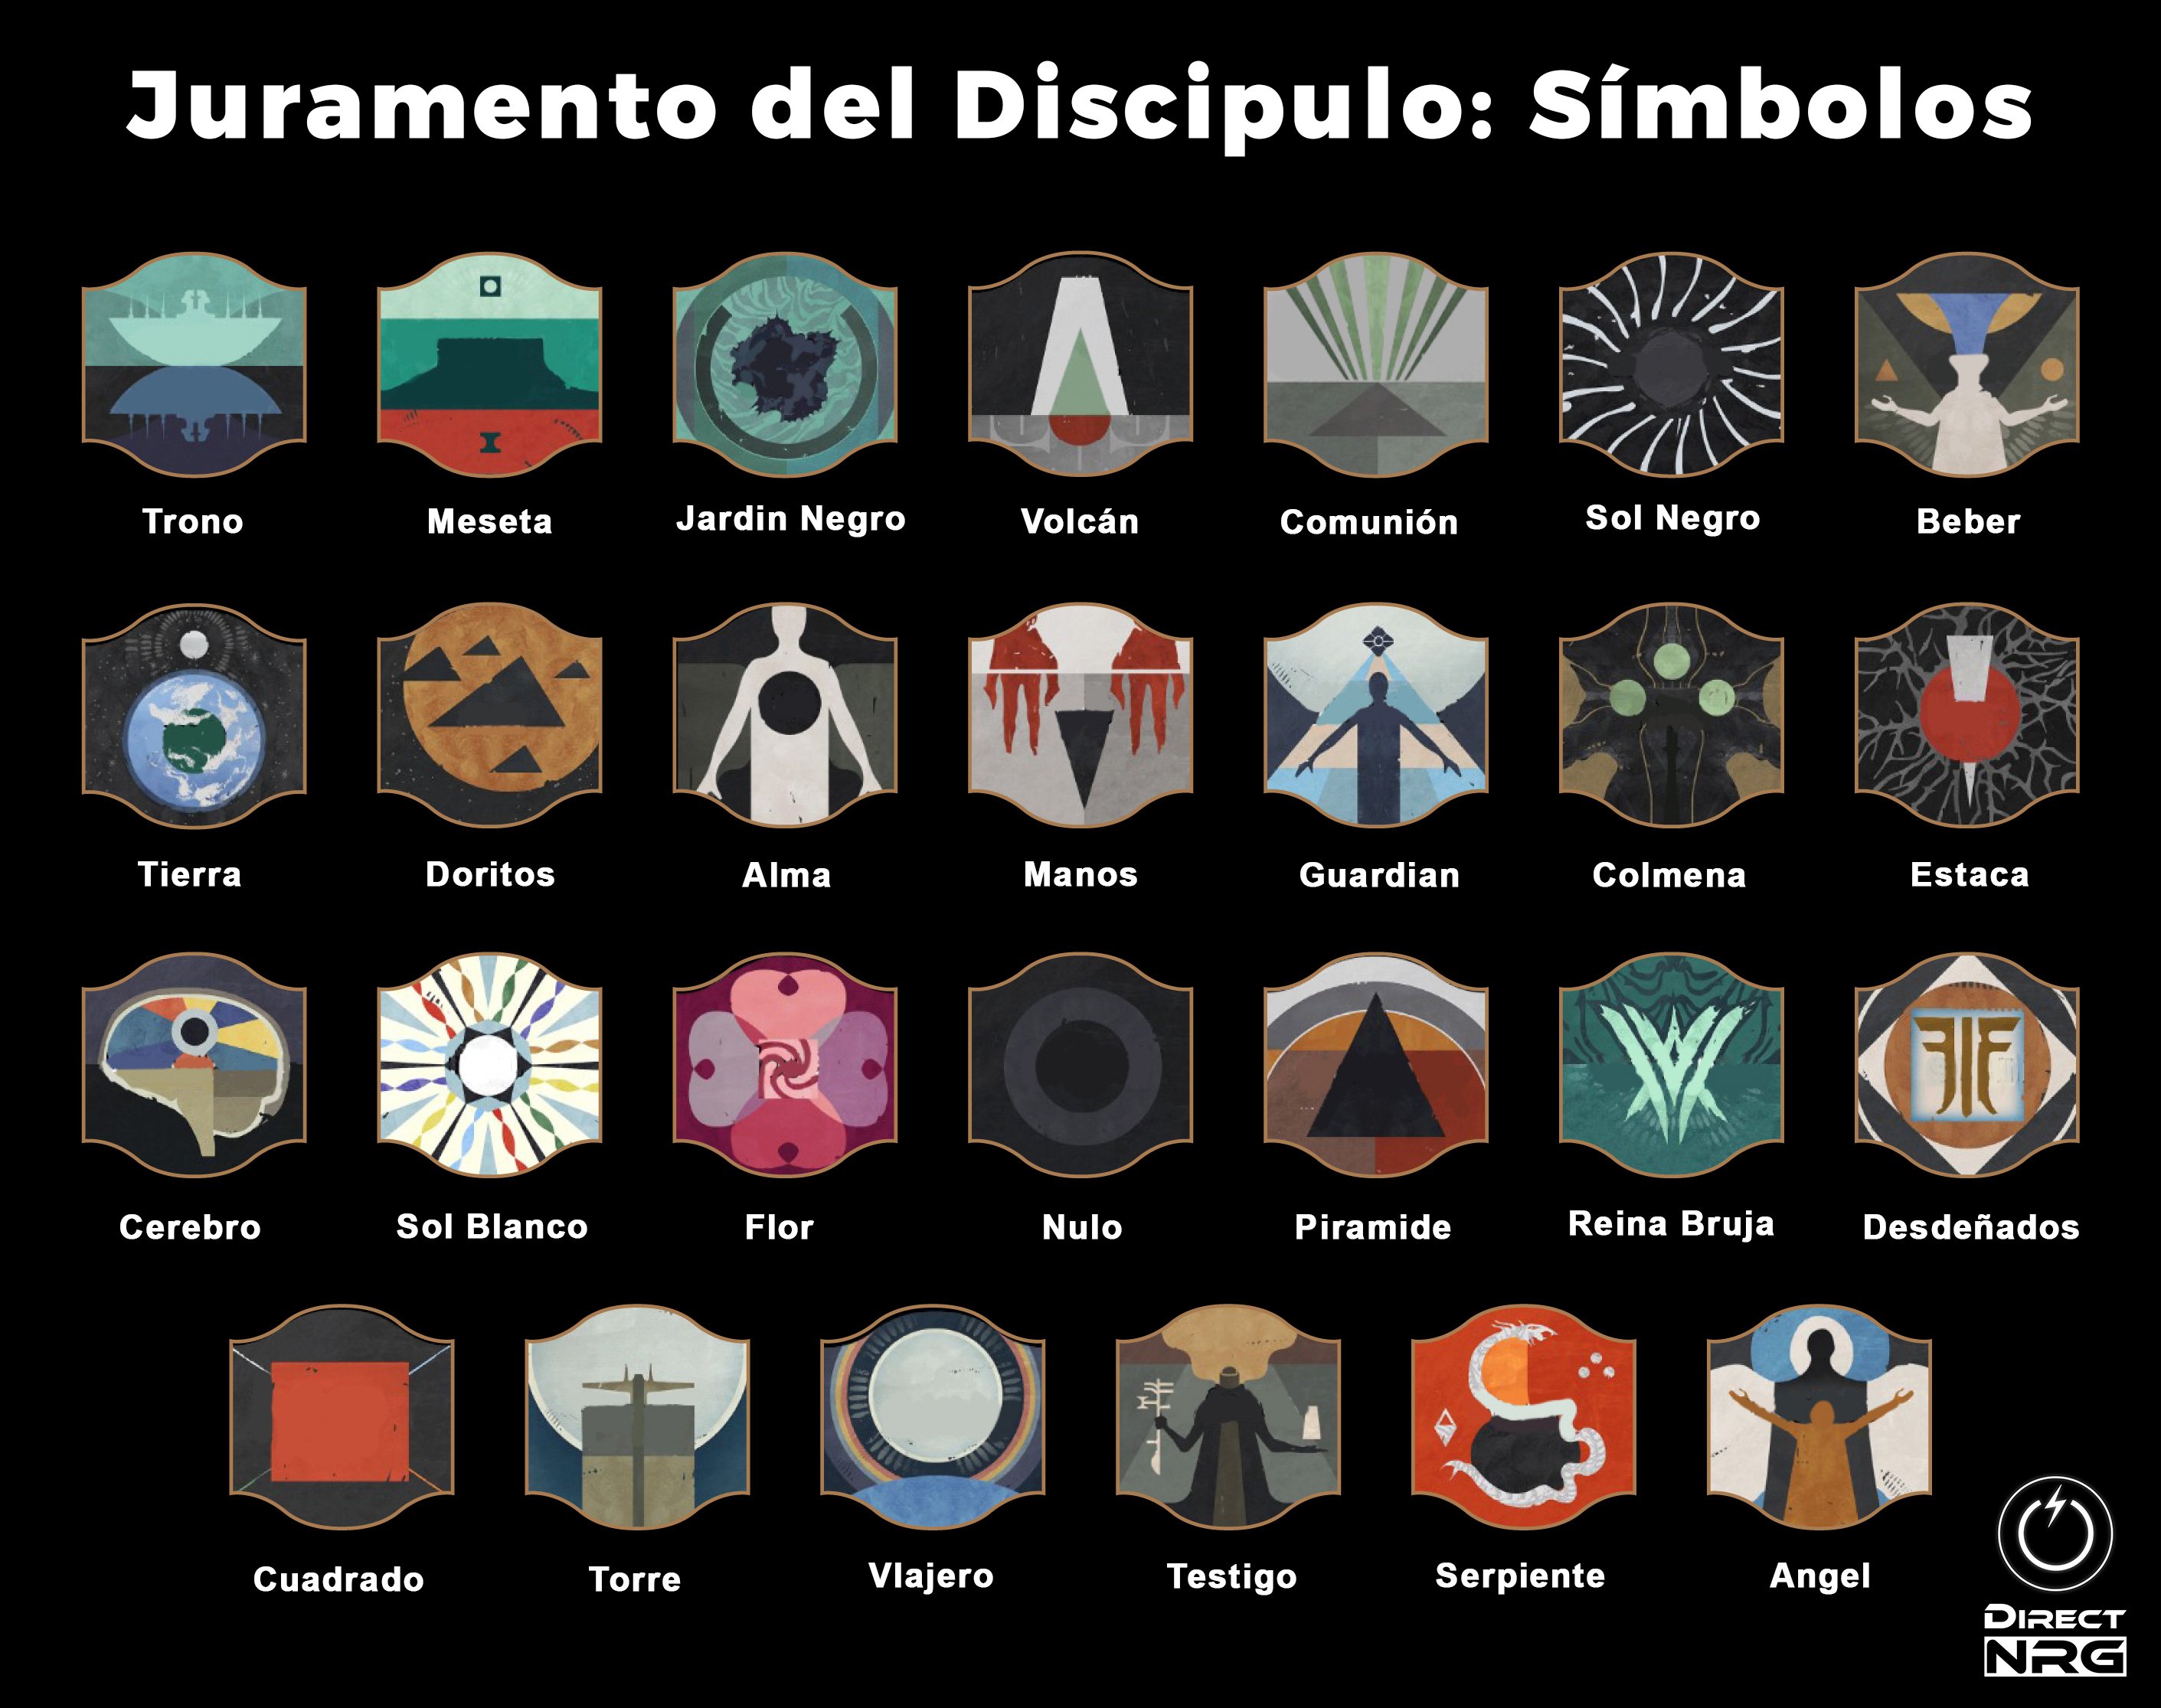 Juramento del Discipulo: Símbolos
Trono
Meseta
Jardin Negro
Volcán
Comunión
Sol Negro
Beber
Tierra
Doritos
Alma
Manos
Guardian
Colmena
Estaca
Cerebro
Sol Blanco
Flor
Nulo
Piramide
Reina Bruja
Desdeñados
Cuadrado
Torre
VIajero
Testigo
Serpiente
Angel
DIRECT
NRG